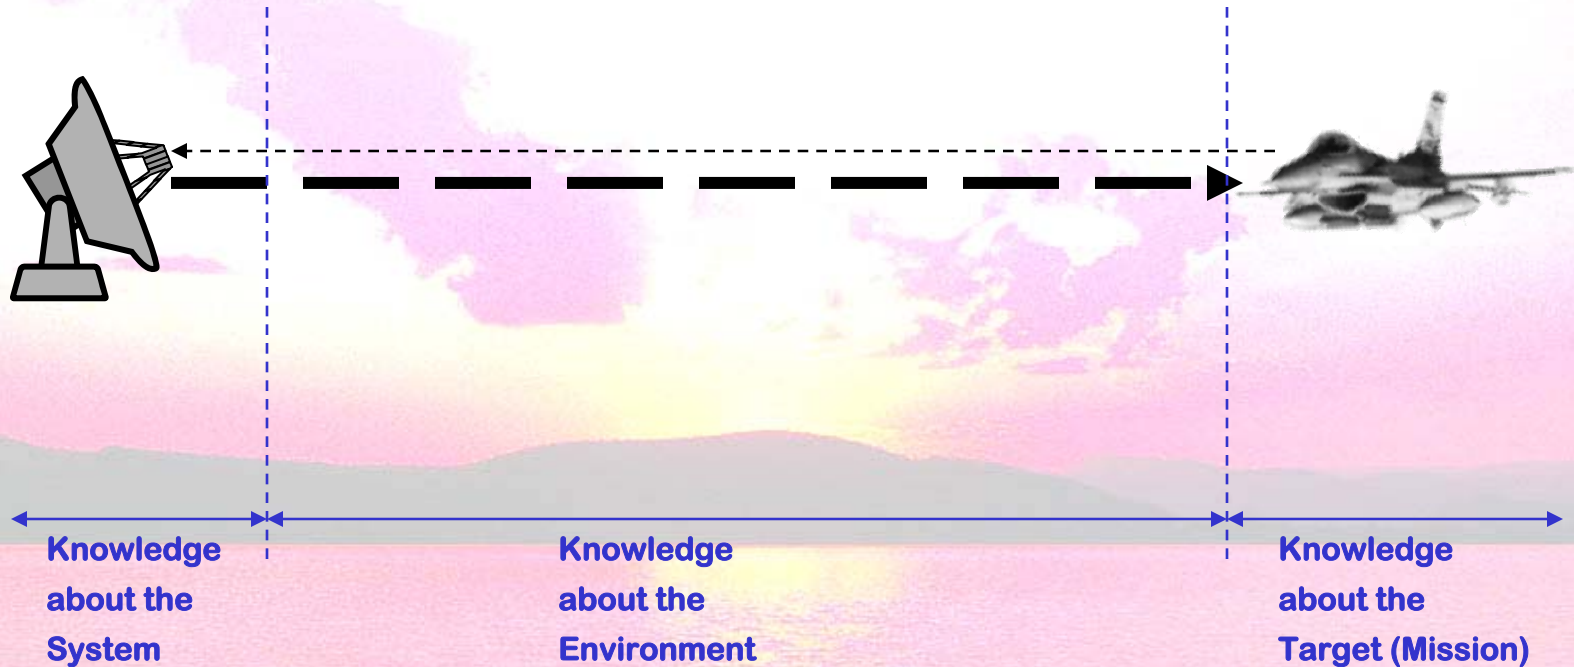 Knowledge
about the
System
Knowledge
about the
Environment
Knowledge
about the
Target (Mission)